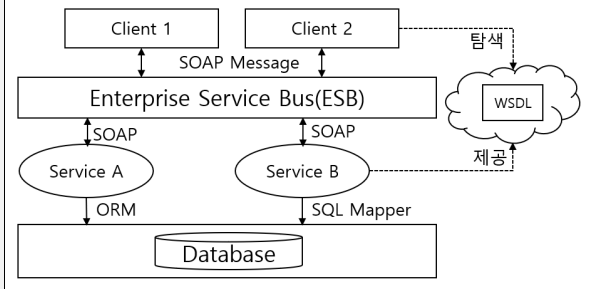 Client 1
Client 2
탐색
SOAP Message
Enterprise Service Bus(ESB)
WSDL
SOAP
SOAP
제공
Service A
Service B
ORM
SQL Mapper
Database